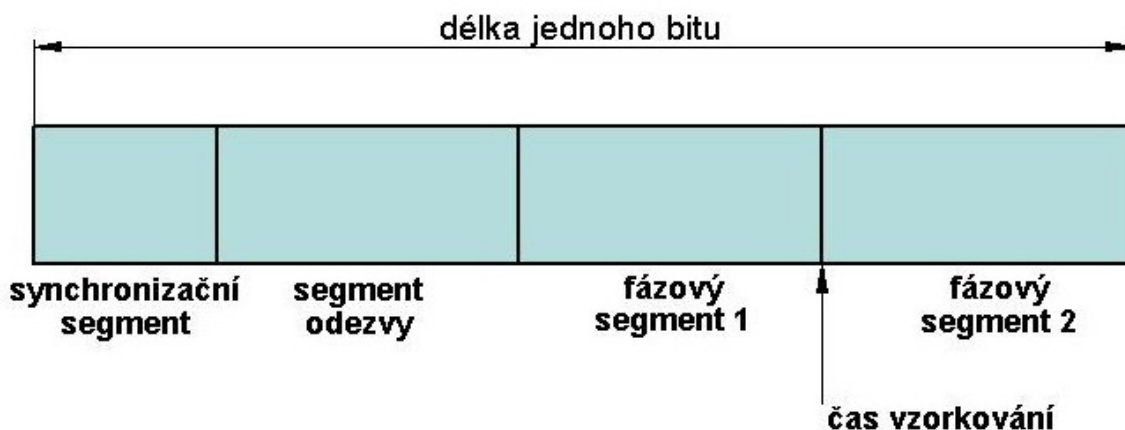 délka jednoho bitu
synchronizační
segment
segment
odezvy
fázový
segment 1
fázový
segment 2
čas vzorkování